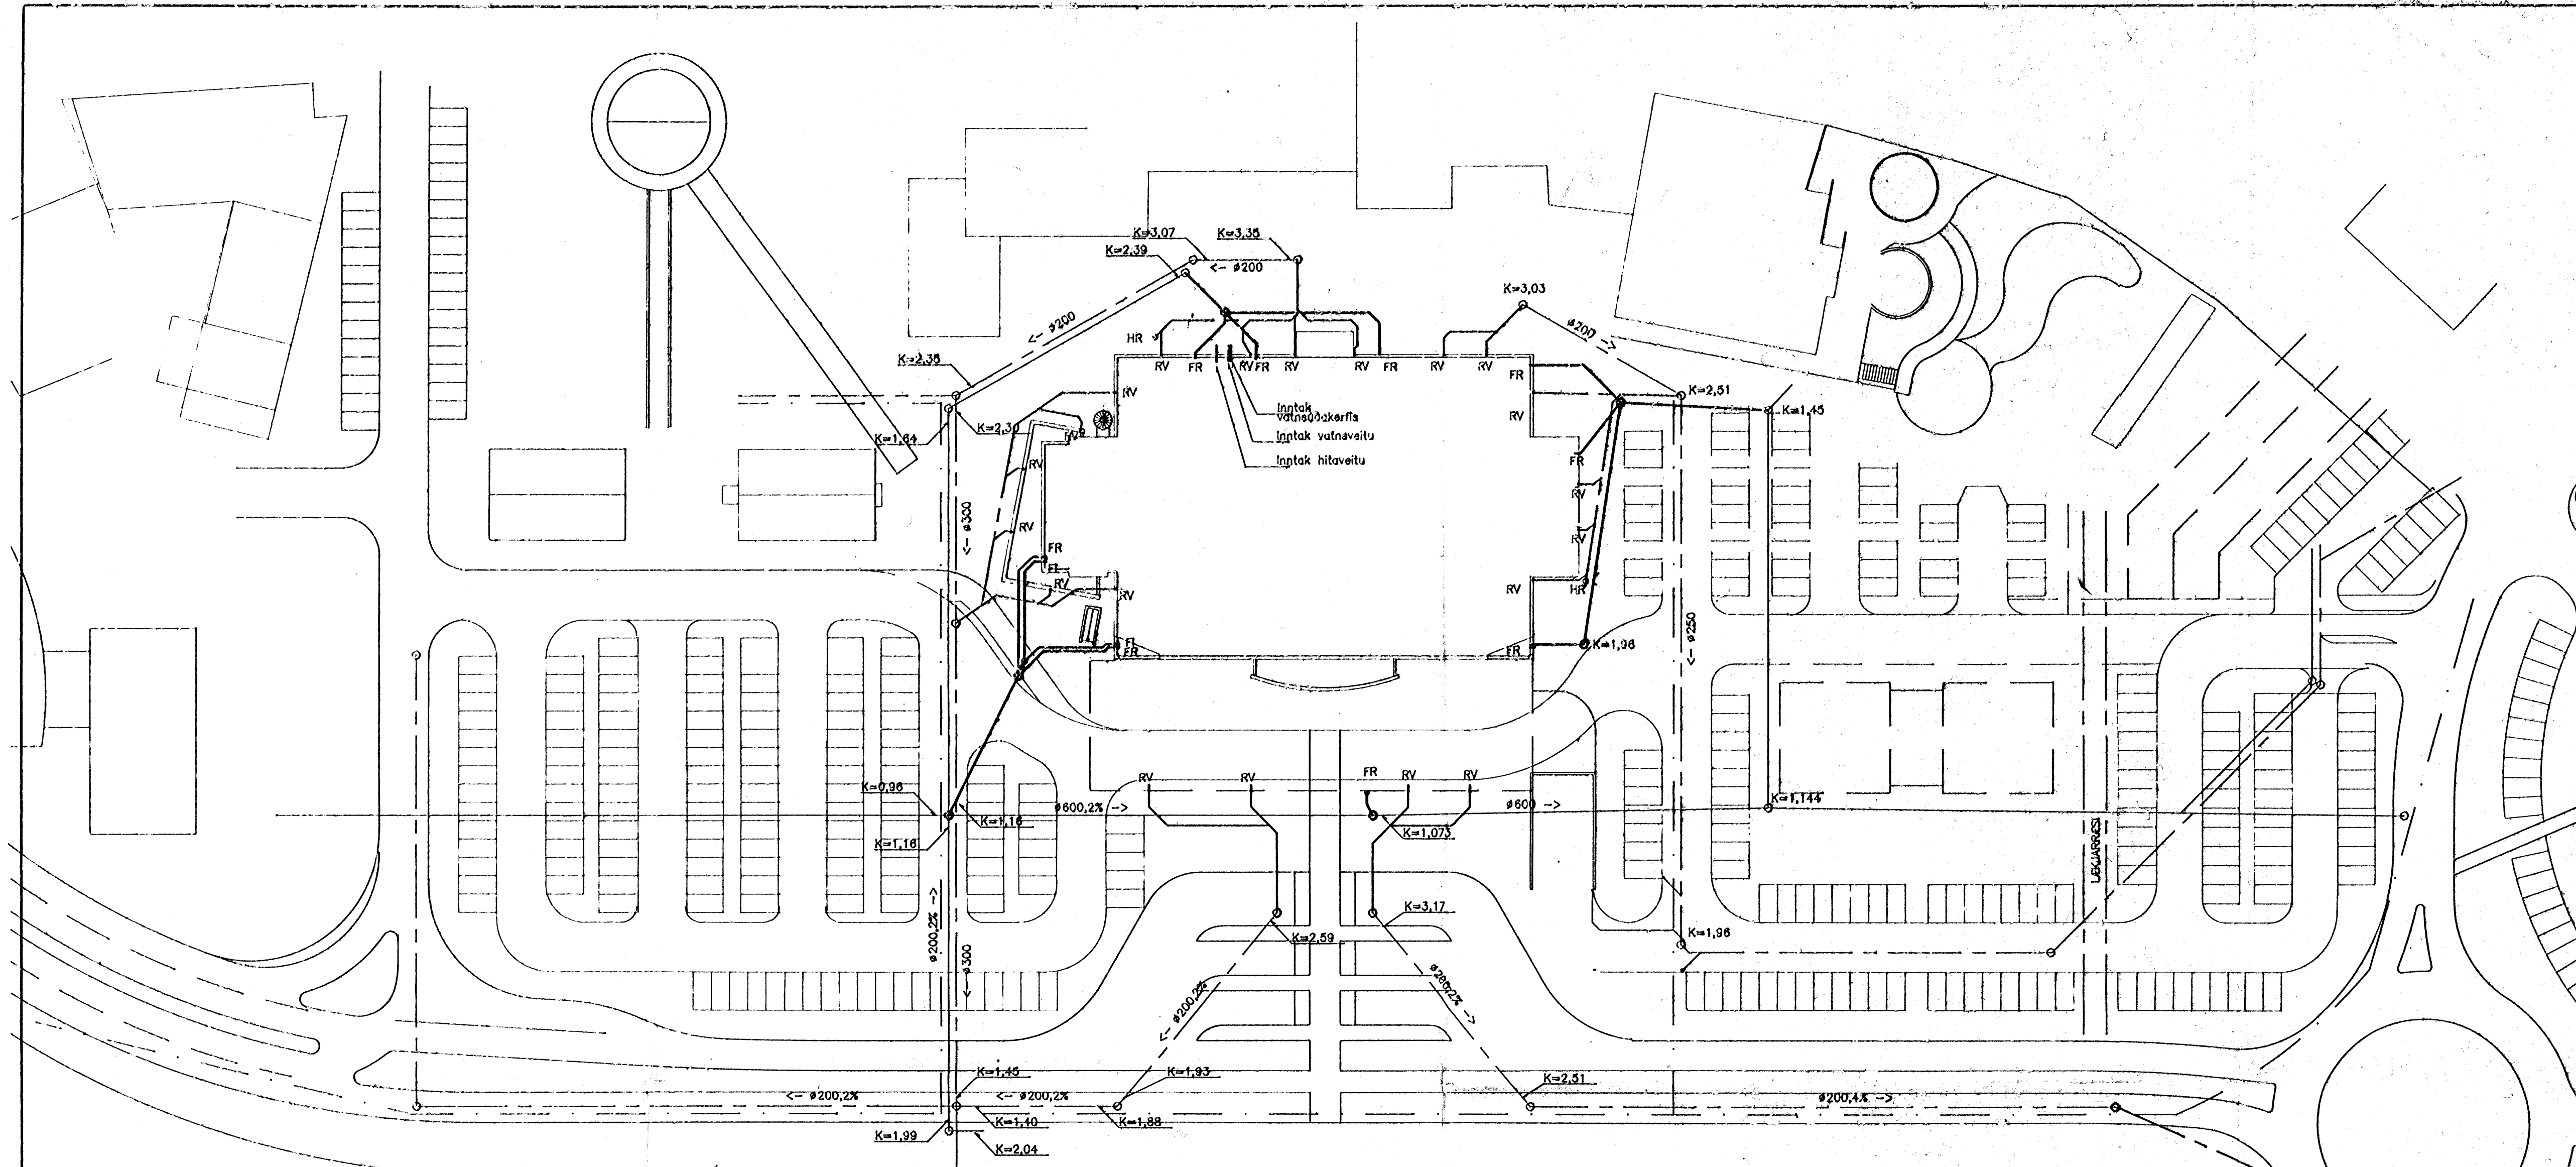 K=3,07
K=3,35
K=2,39
<- ø200
K=3,03
<- ø200
ø200 ->
HR
RV
FR
RV
FR
RV
RV
FR
RV
RV
K=2,35
FR
K=2,51
RV
Inntak
vatnsúðakerfis
K=1,45
RV
K=1,64
K=2,30
RV
Inntak vatnsveitu
RV
Inntak hitaveitu
FR
RV
<- ø300
RV
RV
FR
FL
RV
RV
RV
HR
<- ø250
FL
FR
FR
K=1,96
RV
RV
FR
RV
RV
K=0,96
ø600,2% ->
ø600 ->
K=1,144
K=1,16
K=1,073
K=1,16
LÆKJARRÆSI
ø200,2% ->
<- ø300
K=2,59
K=3,17
K=1,96
<- ø200,2%
ø200,2% ->
K=1,45
K=1,93
K=2,51
<- ø200,2%
<- ø200,2%
ø200,4% ->
K=1,40
K=1,88
K=1,99
K=2,04